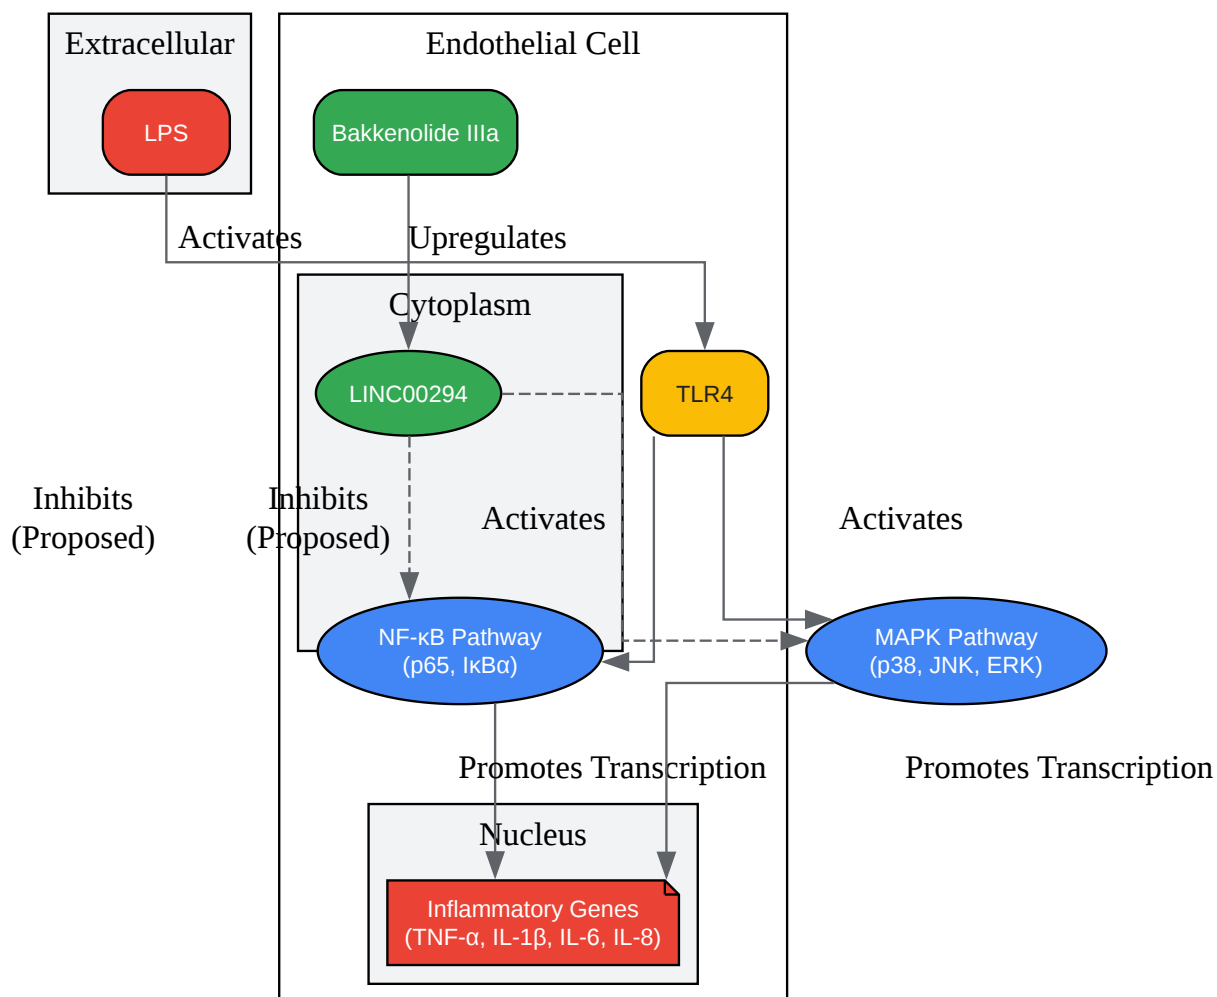 Extracellular
Endothelial Cell
LPS
Bakkenolide IIIa
Activates
Upregulates
Cytoplasm
LINC00294
TLR4
Inhibits
(Proposed)
Inhibits
(Proposed)
Activates
Activates
NF-κB Pathway
(p65, IκBα)
MAPK Pathway
(p38, JNK, ERK)
Promotes Transcription
Promotes Transcription
Nucleus
Inflammatory Genes
(TNF-α, IL-1β, IL-6, IL-8)